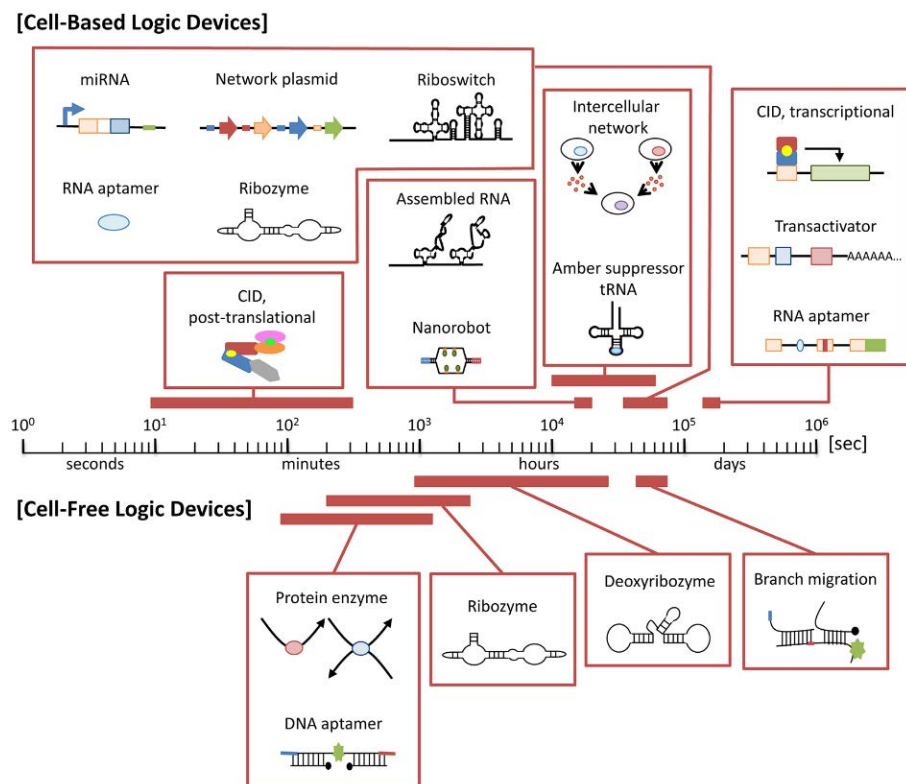 [Cell-Based Logic Devices]
miRNA
Network plasmid
Riboswitch
RNA aptamer
Ribozyme
Assembled RNA
Nanorobot
Intercellular
network
Amber suppressor
tRNA
CID, transcriptional
Transactivator
AAAAAA...
RNA aptamer
CID,
post-translational
10⁰ 10¹ 10² 10³ 10⁴ 10⁵ 10⁶
[sec]
seconds minutes hours days
[Cell-Free Logic Devices]
Protein enzyme
DNA aptamer
Ribozyme
Deoxyribozyme
Branch migration